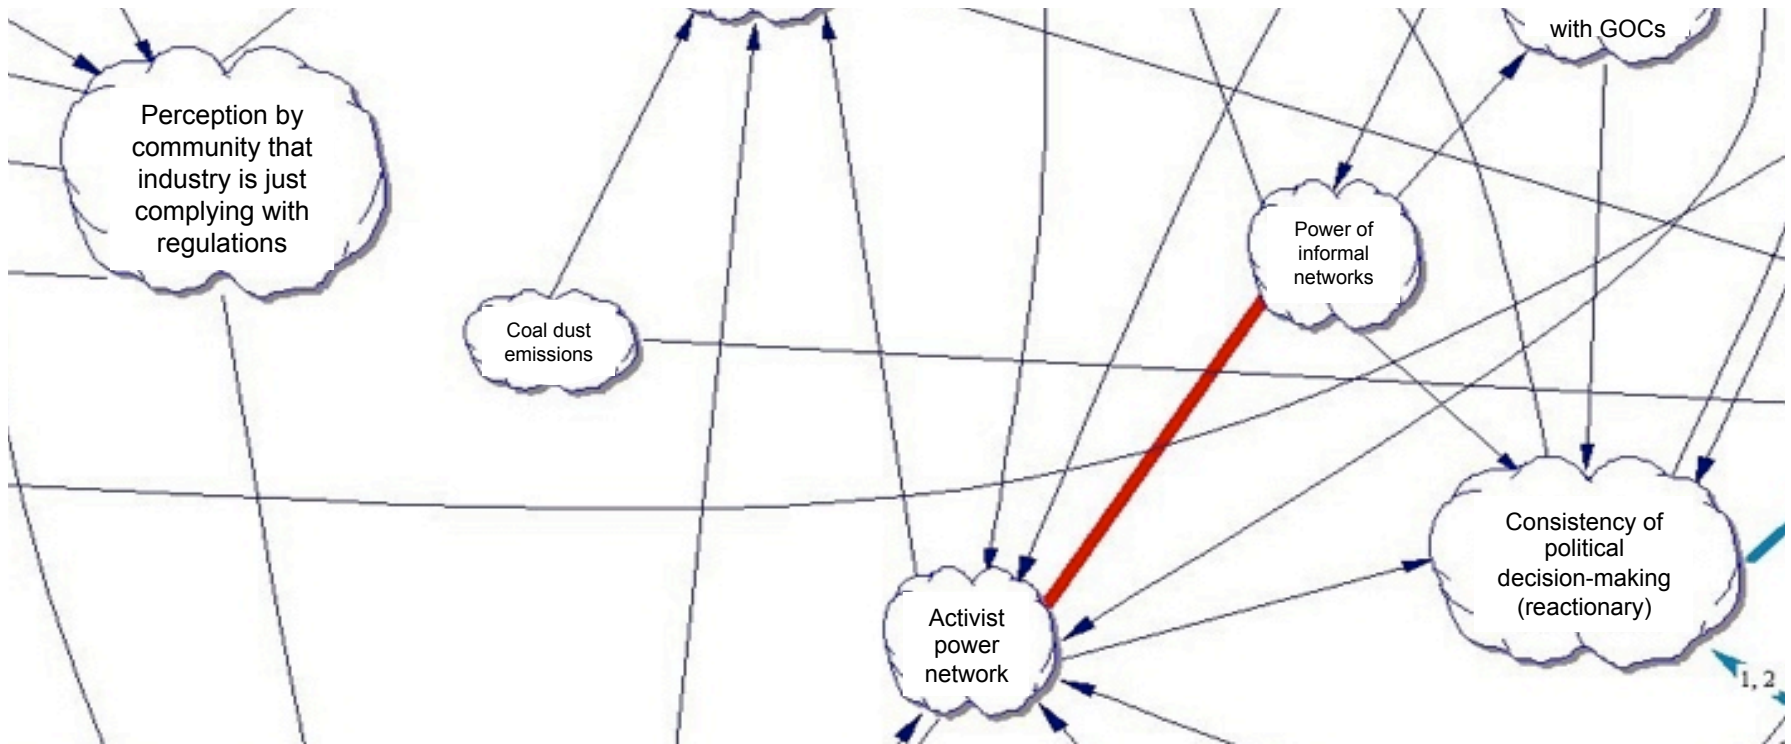 with GOCs
Perception by
community that
industry is just
complying with
regulations
Power of
informal
networks
Coal dust
emissions
Consistency of
political
decision-making
(reactionary)
Activist
power
network
1, 2